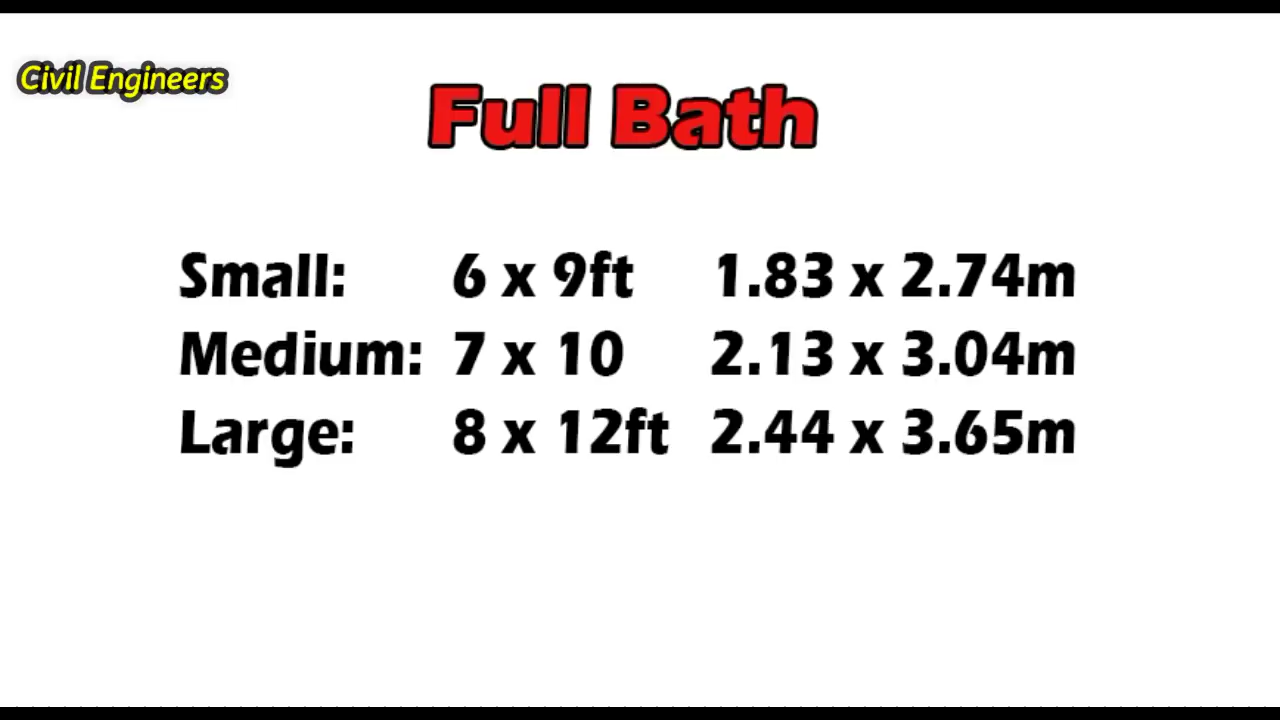 Civil Engineers
Full Bath
Small: 6 x 9ft 1.83 x 2.74m
Medium: 7 x 10 2.13 x 3.04m
Large: 8 x 12ft 2.44 x 3.65m